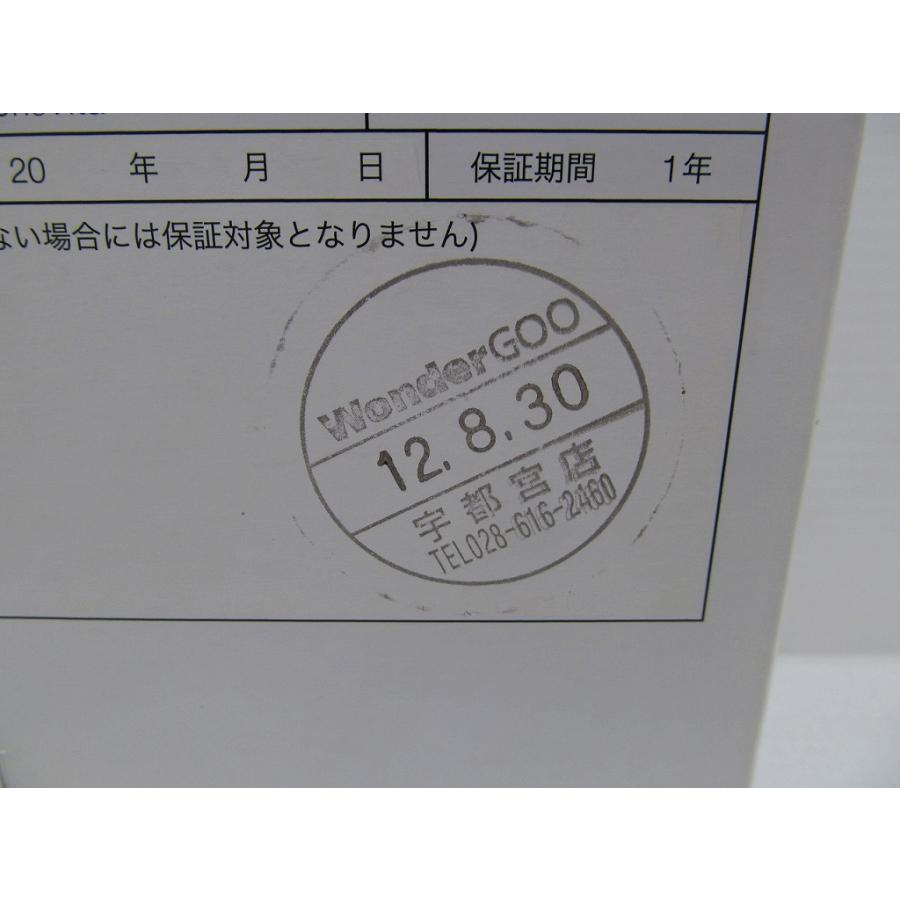 20 年 月 日 保証期間 1年
ない場合には保証対象となりません)
WonderGOO
12.8.30
宇都宮店
TEL028-616-2460